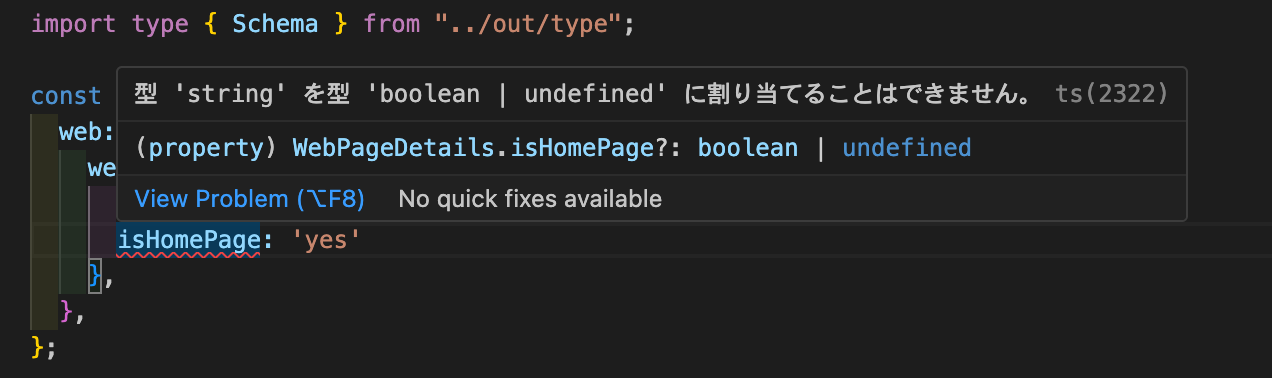 import type { Schema } from "../out/type";
const
型 'string' を型 'boolean | undefined' に割り当てることはできません。 ts(2322)
web:
(property) WebPageDetails.isHomePage?: boolean | undefined
we
View Problem (⌥F8) No quick fixes available
isHomePage: 'yes'
},
},
};